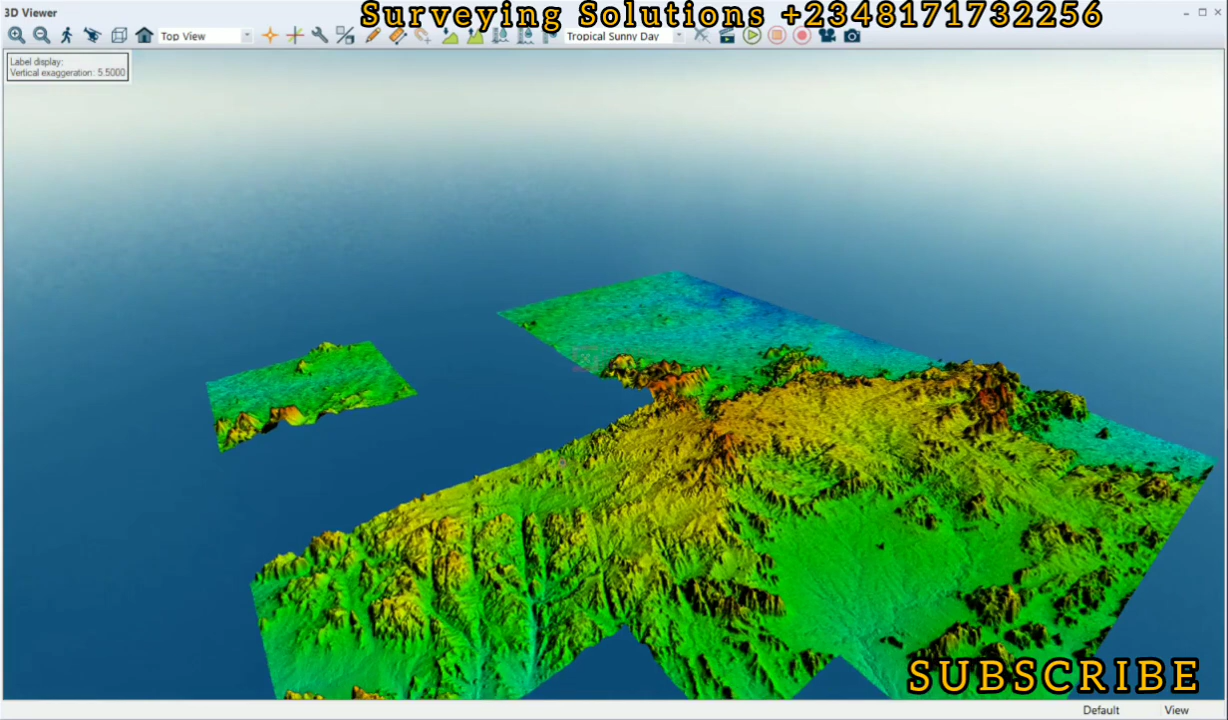 3D Viewer
Surveying Solutions +2348171732256
Top View
Tropical Sunny Day
Label display:
Vertical exaggeration: 5.5000
SUBSCRIBE
Default
View